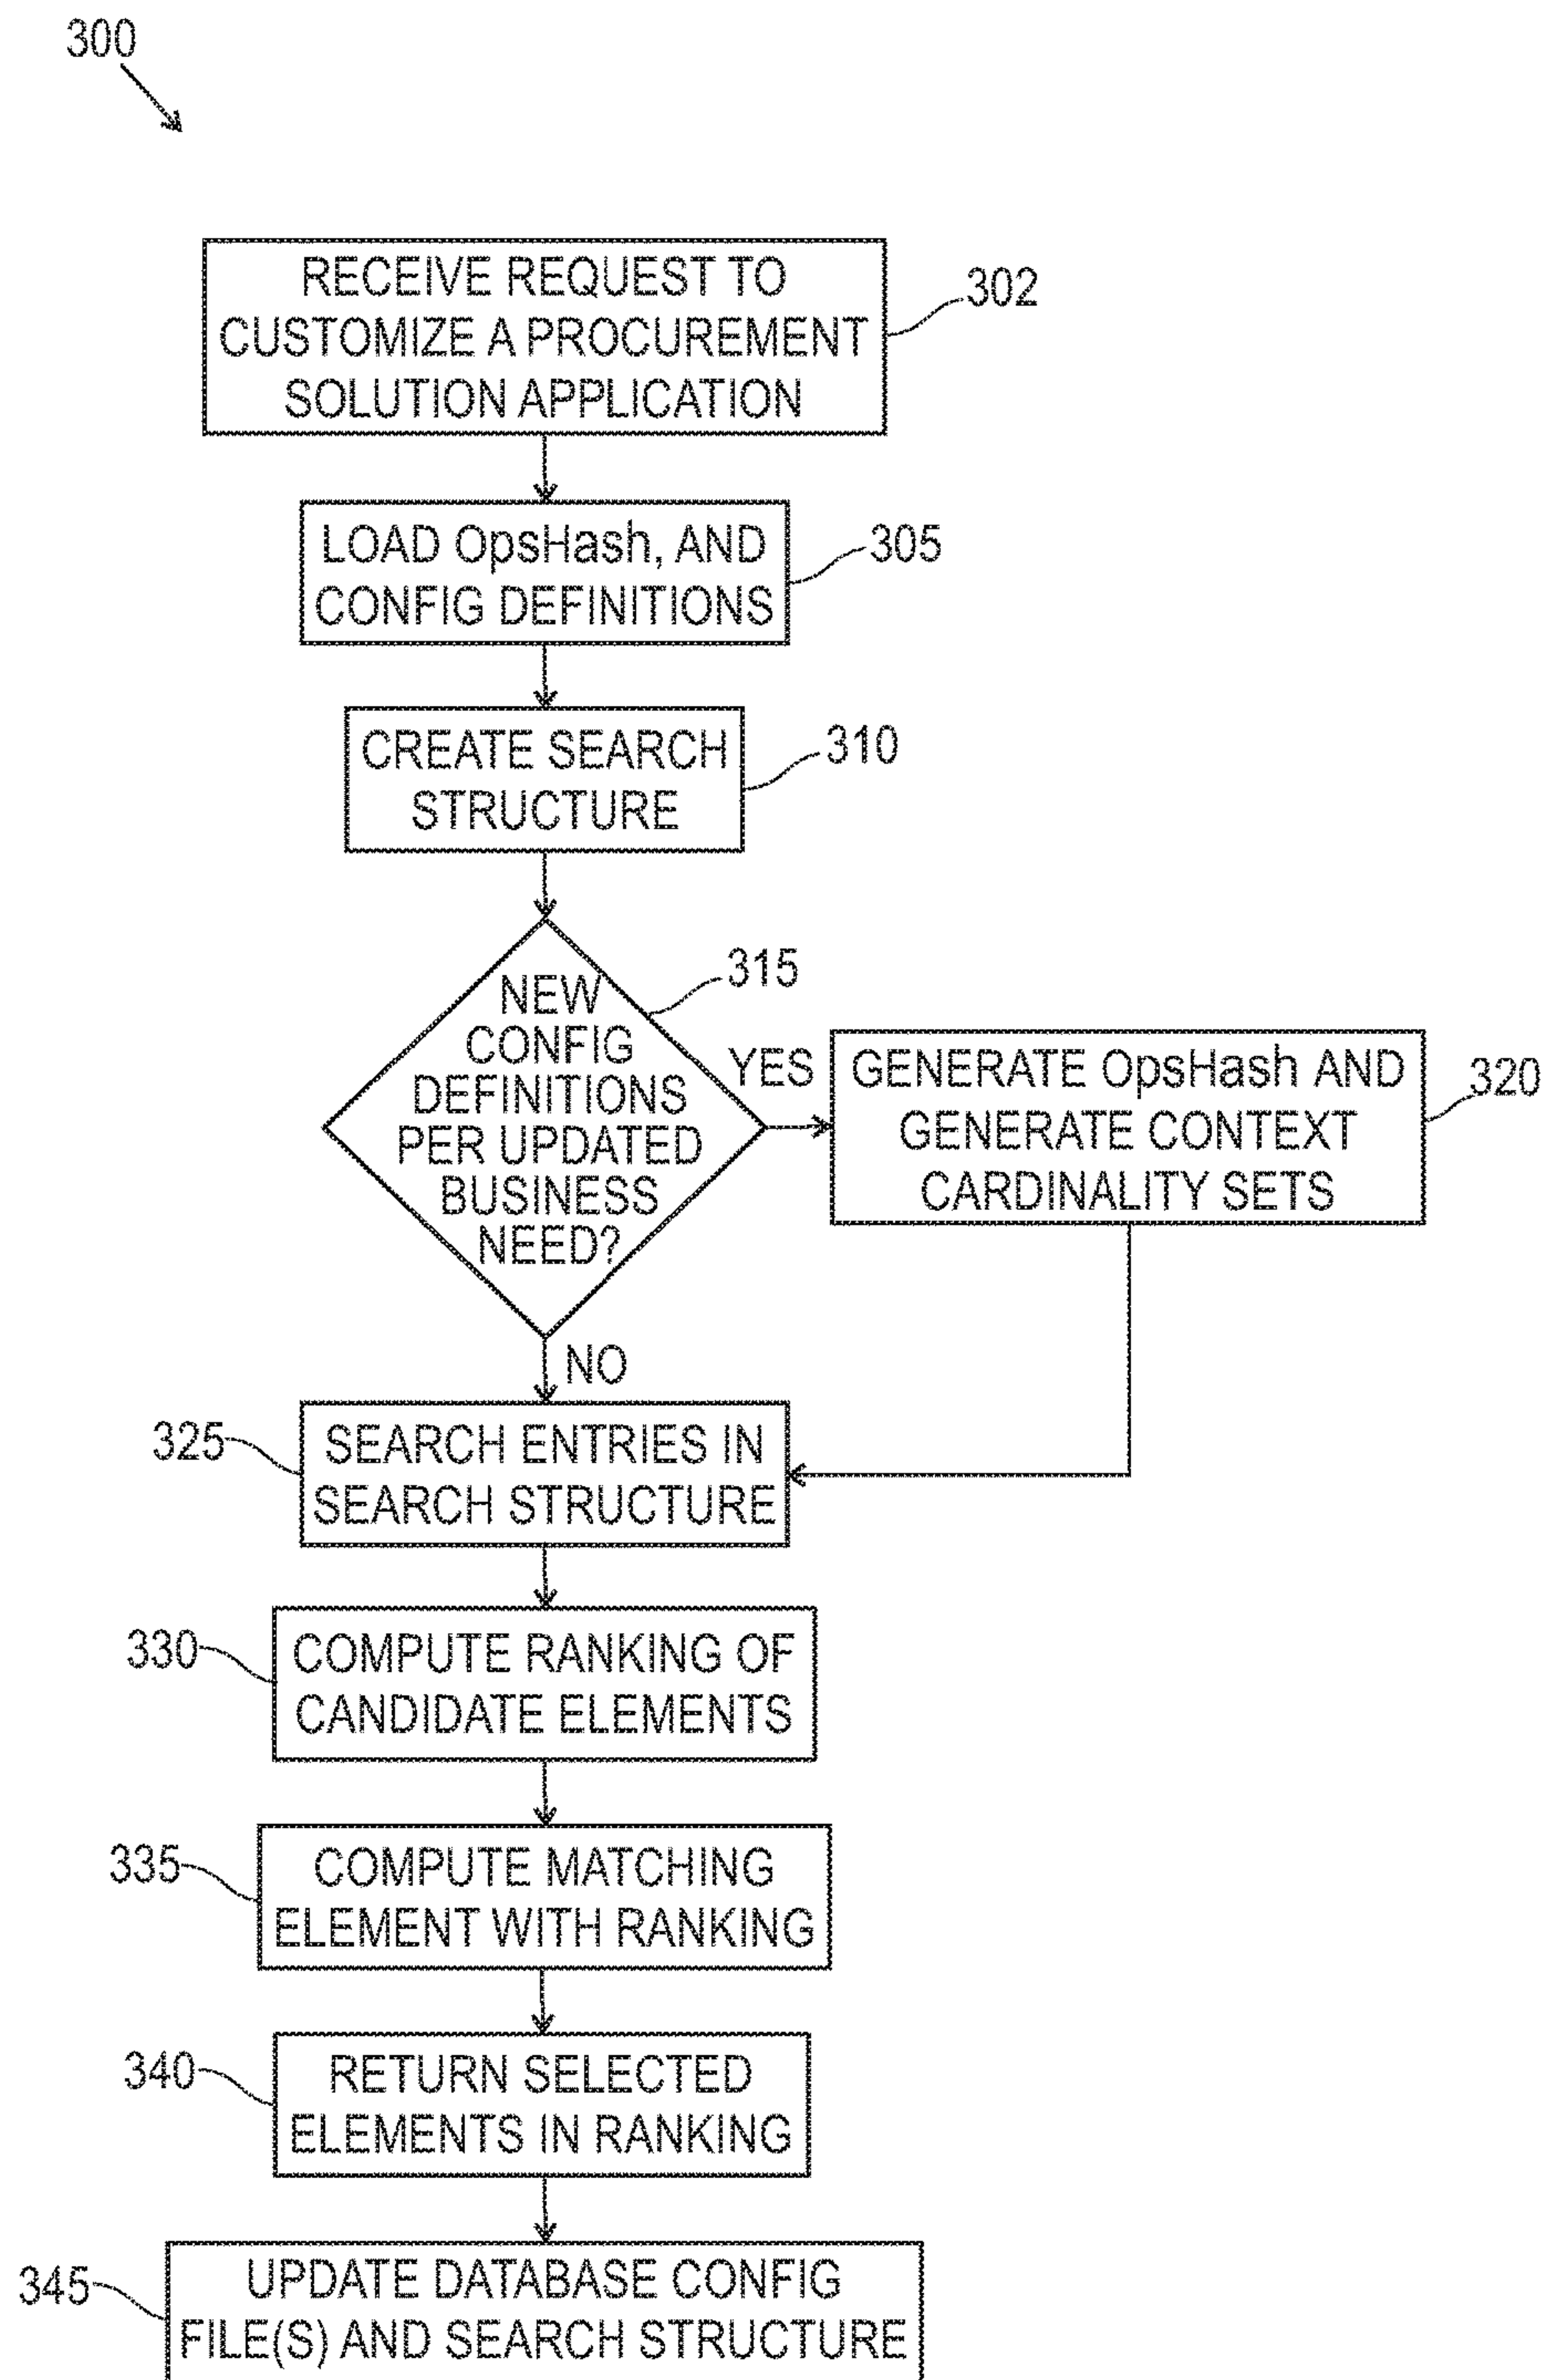 300
RECEIVE REQUEST TO
CUSTOMIZE A PROCUREMENT
SOLUTION APPLICATION
302
LOAD OpsHash, AND
CONFIG DEFINITIONS
305
CREATE SEARCH
STRUCTURE
310
NEW
CONFIG
DEFINITIONS
PER UPDATED
BUSINESS
NEED?
315
YES
GENERATE OpsHash AND
GENERATE CONTEXT
CARDINALITY SETS
320
NO
325
SEARCH ENTRIES IN
SEARCH STRUCTURE
330
COMPUTE RANKING OF
CANDIDATE ELEMENTS
335
COMPUTE MATCHING
ELEMENT WITH RANKING
340
RETURN SELECTED
ELEMENTS IN RANKING
345
UPDATE DATABASE CONFIG
FILE(S) AND SEARCH STRUCTURE